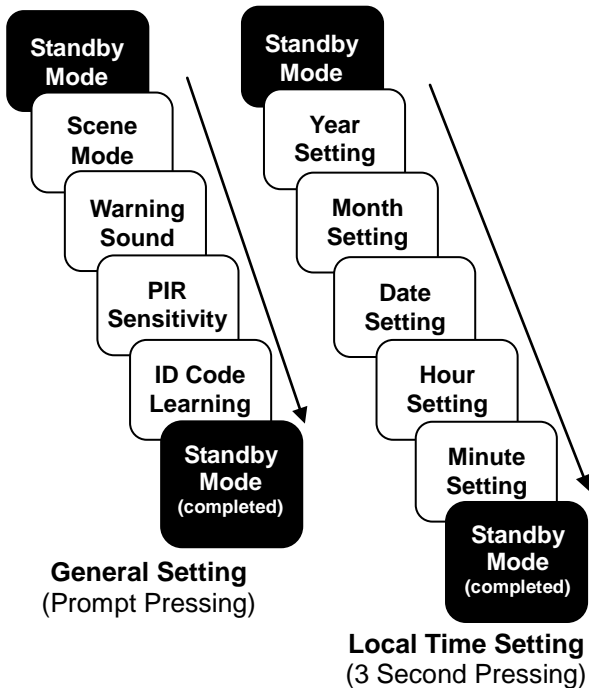 Standby
Mode
Scene
Mode
Warning
Sound
PIR
Sensitivity
ID Code
Learning
Standby
Mode
(completed)
General Setting
(Prompt Pressing)
Standby
Mode
Year
Setting
Month
Setting
Date
Setting
Hour
Setting
Minute
Setting
Standby
Mode
(completed)
Local Time Setting
(3 Second Pressing)